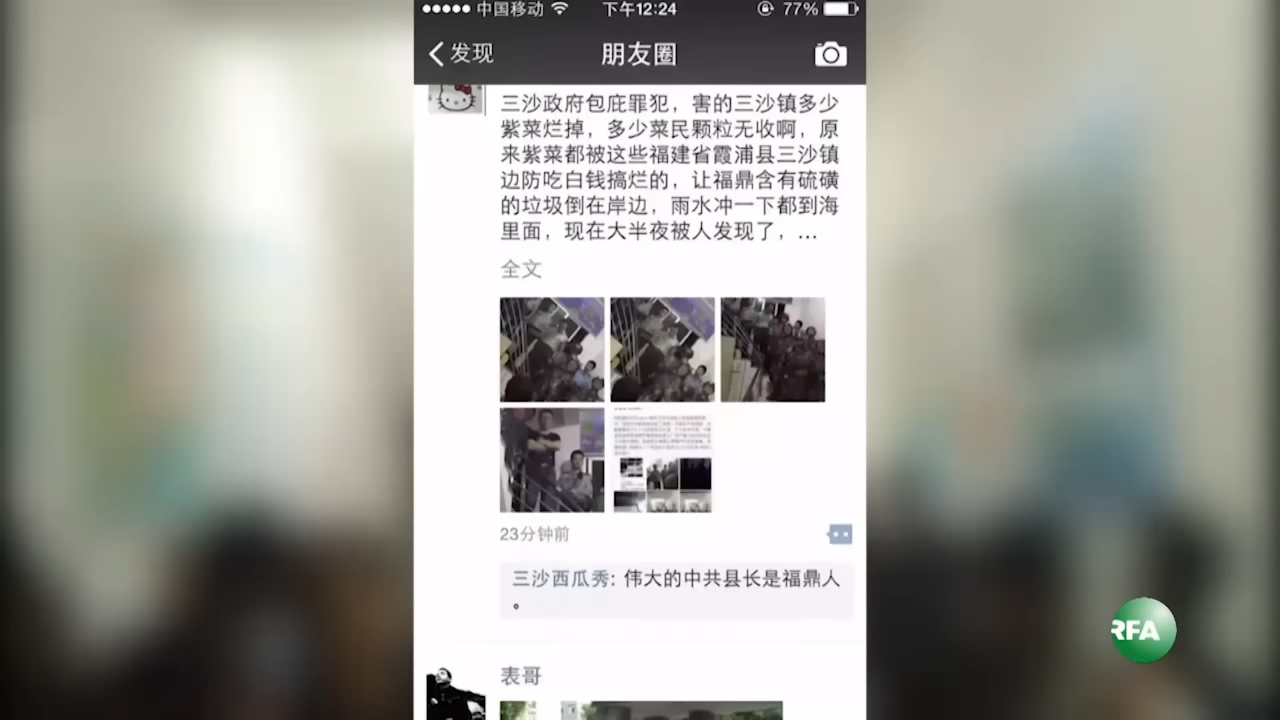 中国移动 下午12:24 77%
发现 朋友圈
三沙政府包庇罪犯，害的三沙镇多少
紫菜烂掉，多少菜民颗粒无收啊，原
来紫菜都被这些福建省霞浦县三沙镇
边防吃白钱搞烂的，让福鼎含有硫磺
的垃圾倒在岸边，雨水冲一下都到海
里面，现在大半夜被人发现了，...
全文
23分钟前
三沙西瓜秀: 伟大的中共县长是福鼎人
。
RFA
表哥